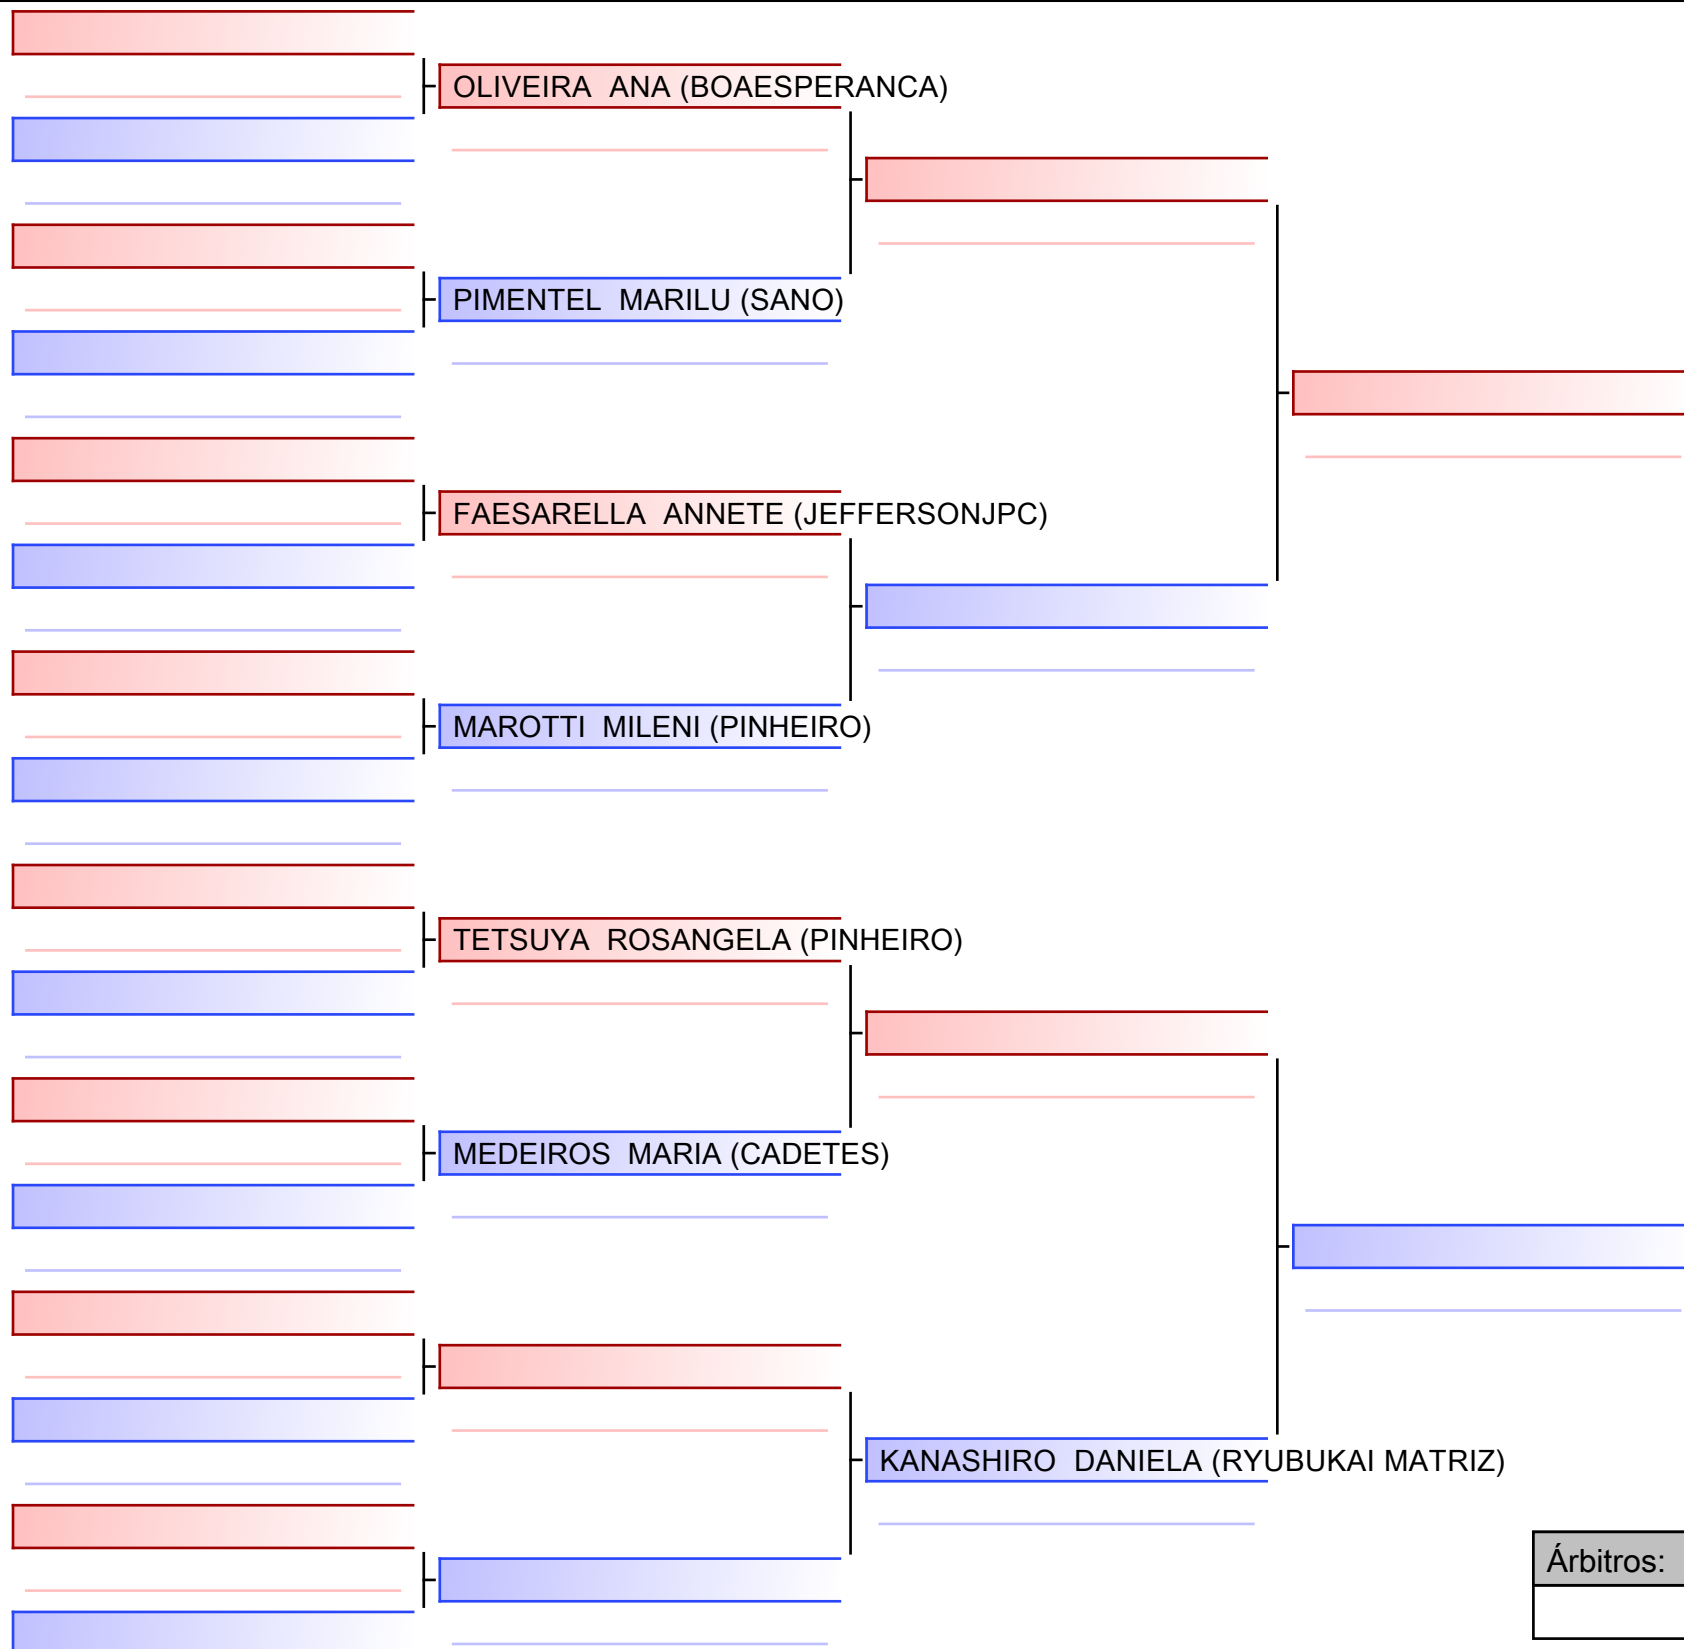 OLIVEIRA  ANA (BOAESPERANCA)
PIMENTEL  MARILU (SANO)
FAESARELLA  ANNETE (JEFFERSONJPC)
MAROTTI  MILENI (PINHEIRO)
TETSUYA  ROSANGELA (PINHEIRO)
MEDEIROS  MARIA (CADETES)
KANASHIRO  DANIELA (RYUBUKAI MATRIZ)
Árbitros: